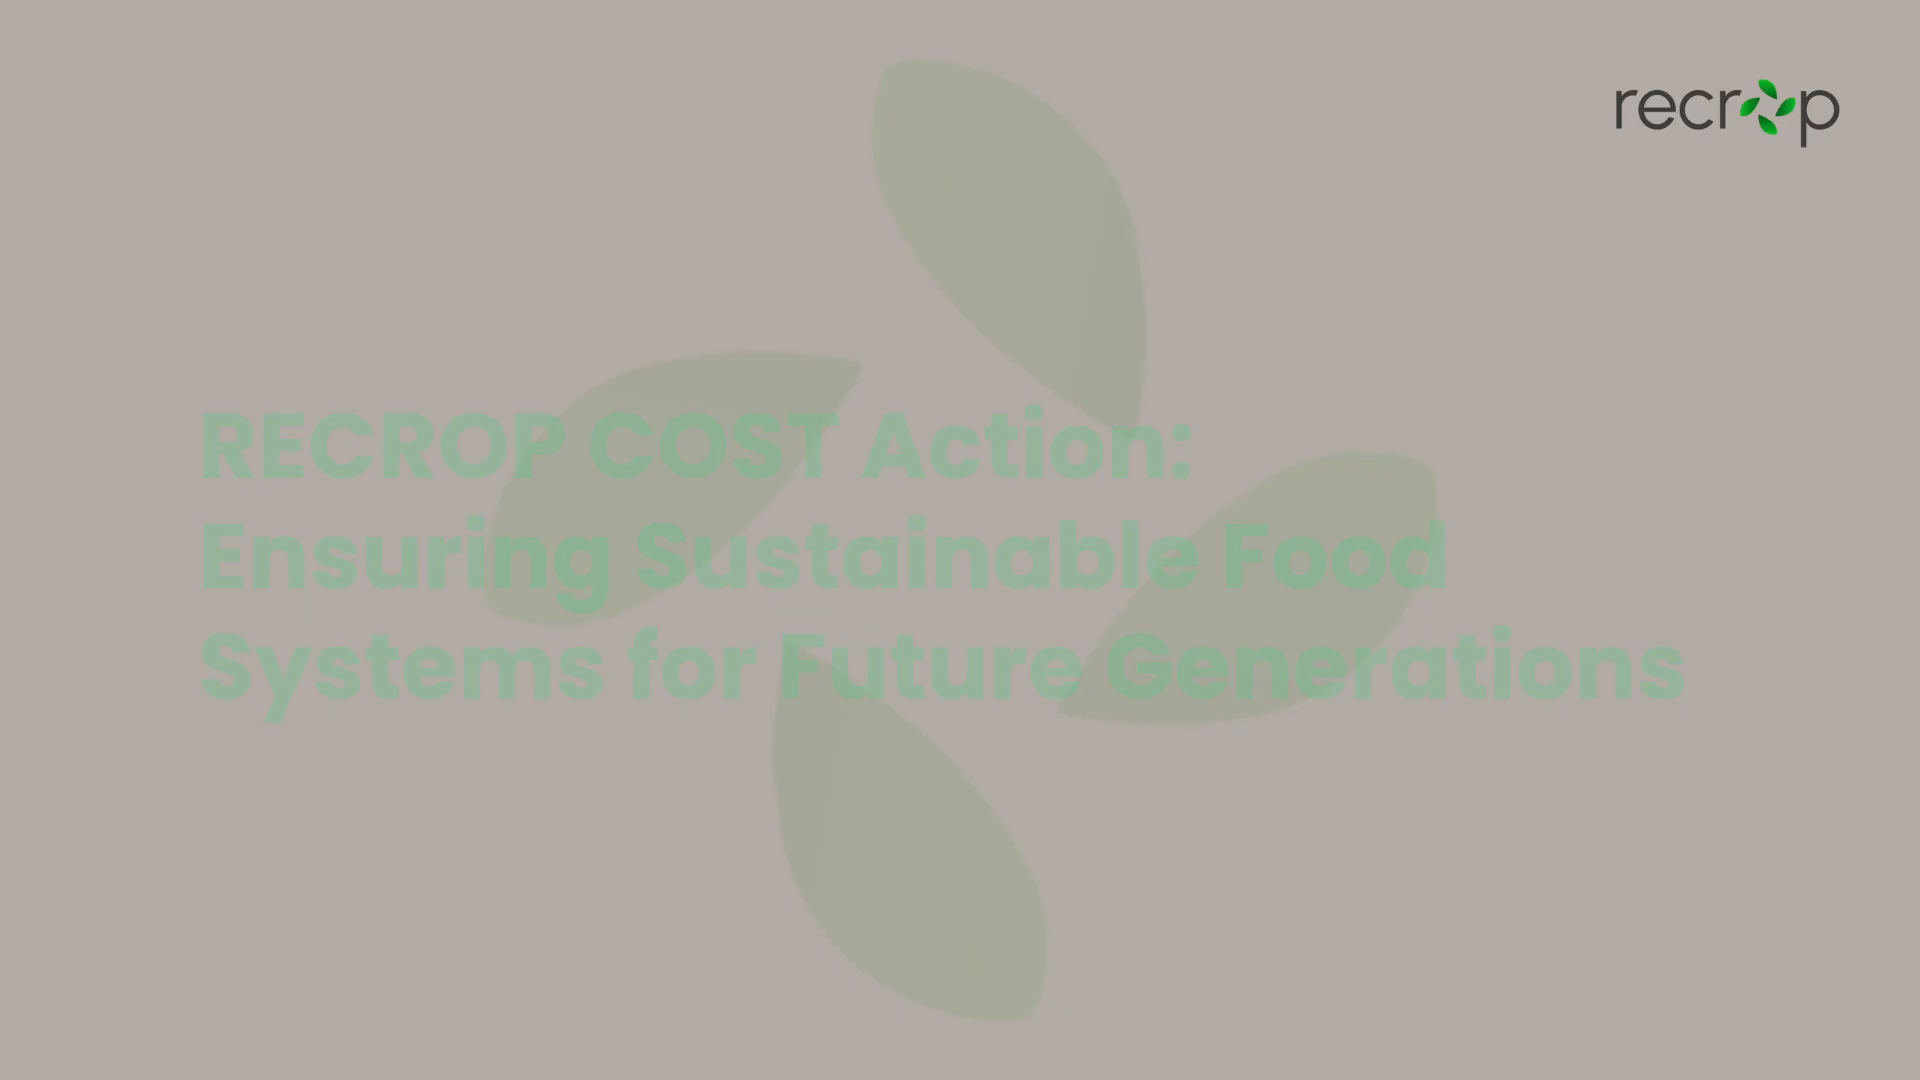 recrop
RECROP COST Action:
Ensuring Sustainable Food
Systems for Future Generations